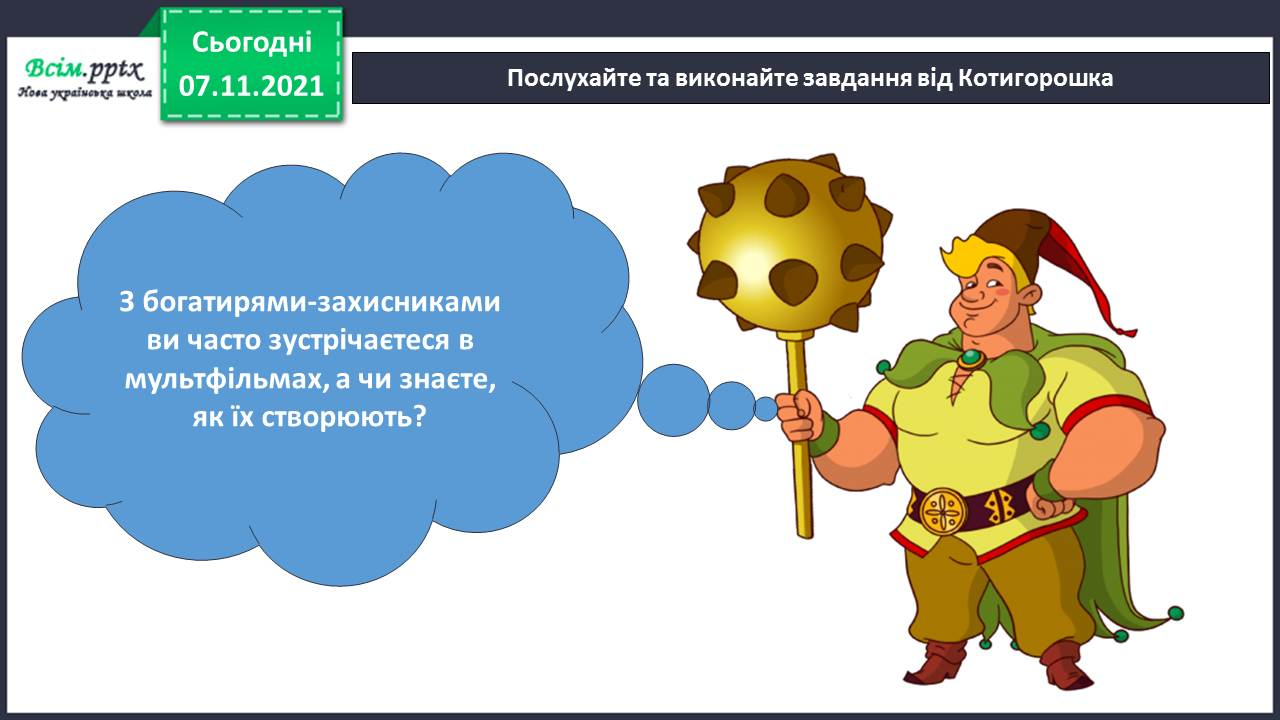 Всім.pptx
Нова українська школа
Сьогодні
07.11.2021
Послухайте та виконайте завдання від Котигорошка
З богатирями-захисниками
ви часто зустрічаєтеся в
мультфільмах, а чи знаєте,
як їх створюють?